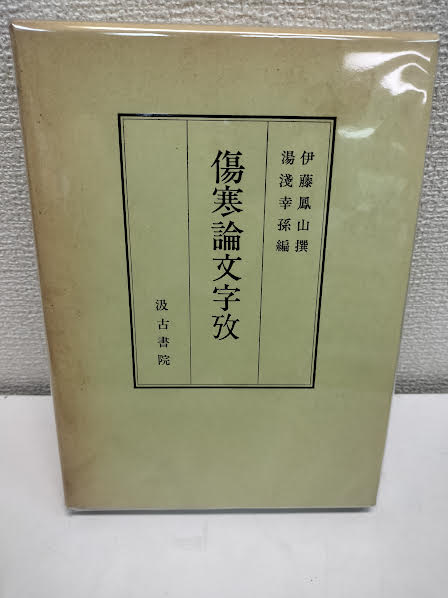 伊藤鳳山撰
湯淺幸孫編
傷寒論文字攷
汲古書院